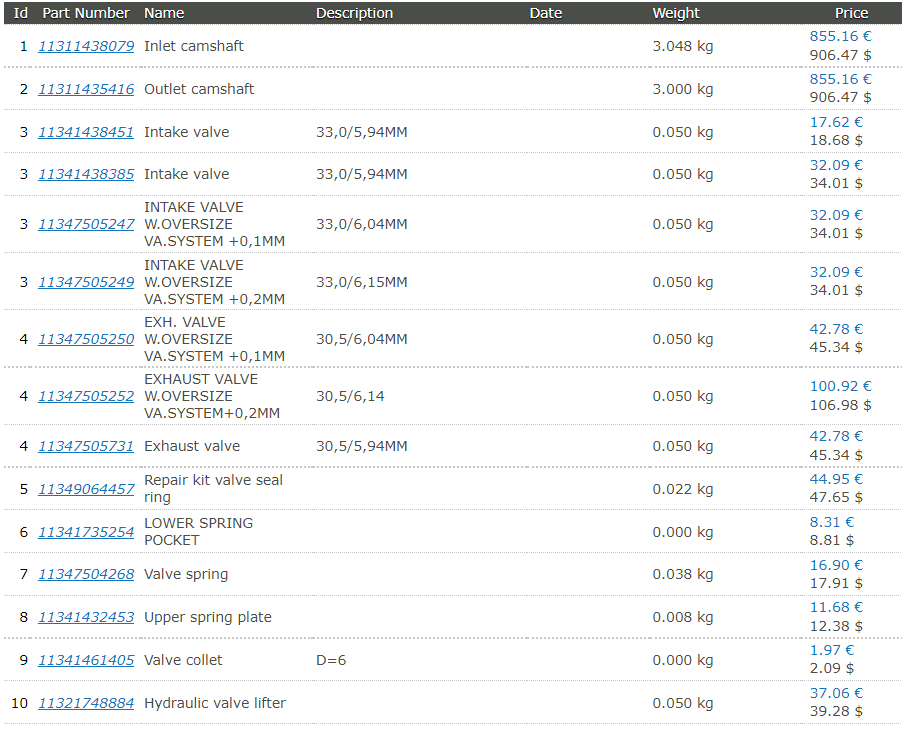 Id Part Number Name Description Date Weight Price
1 11311438079 Inlet camshaft 3.048 kg 855.16 €
906.47 $
2 11311435416 Outlet camshaft 3.000 kg 855.16 €
906.47 $
3 11341438451 Intake valve 33,0/5,94MM 0.050 kg 17.62 €
18.68 $
3 11341438385 Intake valve 33,0/5,94MM 0.050 kg 32.09 €
34.01 $
INTAKE VALVE
3 11347505247 W.OVERSIZE 33,0/6,04MM 0.050 kg 32.09 €
VA.SYSTEM +0,1MM 34.01 $
INTAKE VALVE
3 11347505249 W.OVERSIZE 33,0/6,15MM 0.050 kg 32.09 €
VA.SYSTEM +0,2MM 34.01 $
EXH. VALVE
4 11347505250 W.OVERSIZE 30,5/6,04MM 0.050 kg 42.78 €
VA.SYSTEM +0,1MM 45.34 $
EXHAUST VALVE
4 11347505252 W.OVERSIZE 30,5/6,14 0.050 kg 100.92 €
VA.SYSTEM+0,2MM 106.98 $
4 11347505731 Exhaust valve 30,5/5,94MM 0.050 kg 42.78 €
45.34 $
5 11349064457 Repair kit valve seal 0.022 kg 44.95 €
ring 47.65 $
6 11341735254 LOWER SPRING 0.000 kg 8.31 €
POCKET 8.81 $
7 11347504268 Valve spring 0.038 kg 16.90 €
17.91 $
8 11341432453 Upper spring plate 0.008 kg 11.68 €
12.38 $
9 11341461405 Valve collet D=6 0.000 kg 1.97 €
2.09 $
10 11321748884 Hydraulic valve lifter 0.050 kg 37.06 €
39.28 $